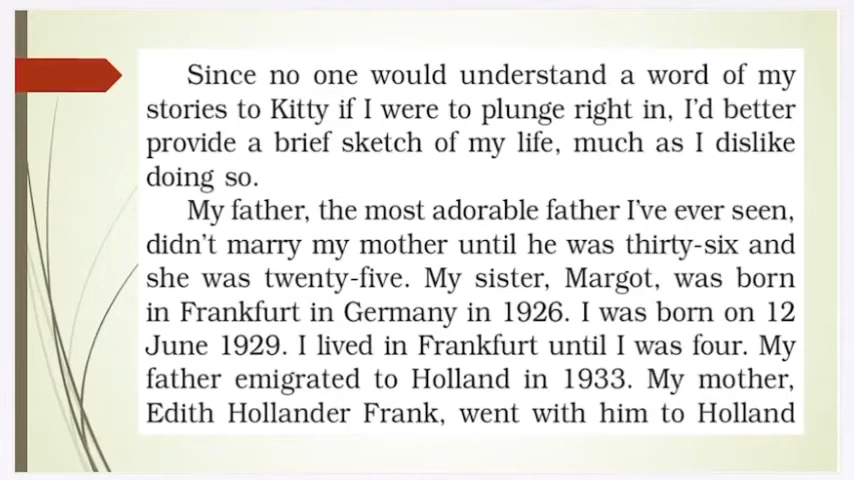 Since no one would understand a word of my
stories to Kitty if I were to plunge right in, I'd better
provide a brief sketch of my life, much as I dislike
doing so.
My father, the most adorable father I've ever seen,
didn't marry my mother until he was thirty-six and
she was twenty-five. My sister, Margot, was born
in Frankfurt in Germany in 1926. I was born on 12
June 1929. I lived in Frankfurt until I was four. My
father emigrated to Holland in 1933. My mother,
Edith Hollander Frank, went with him to Holland